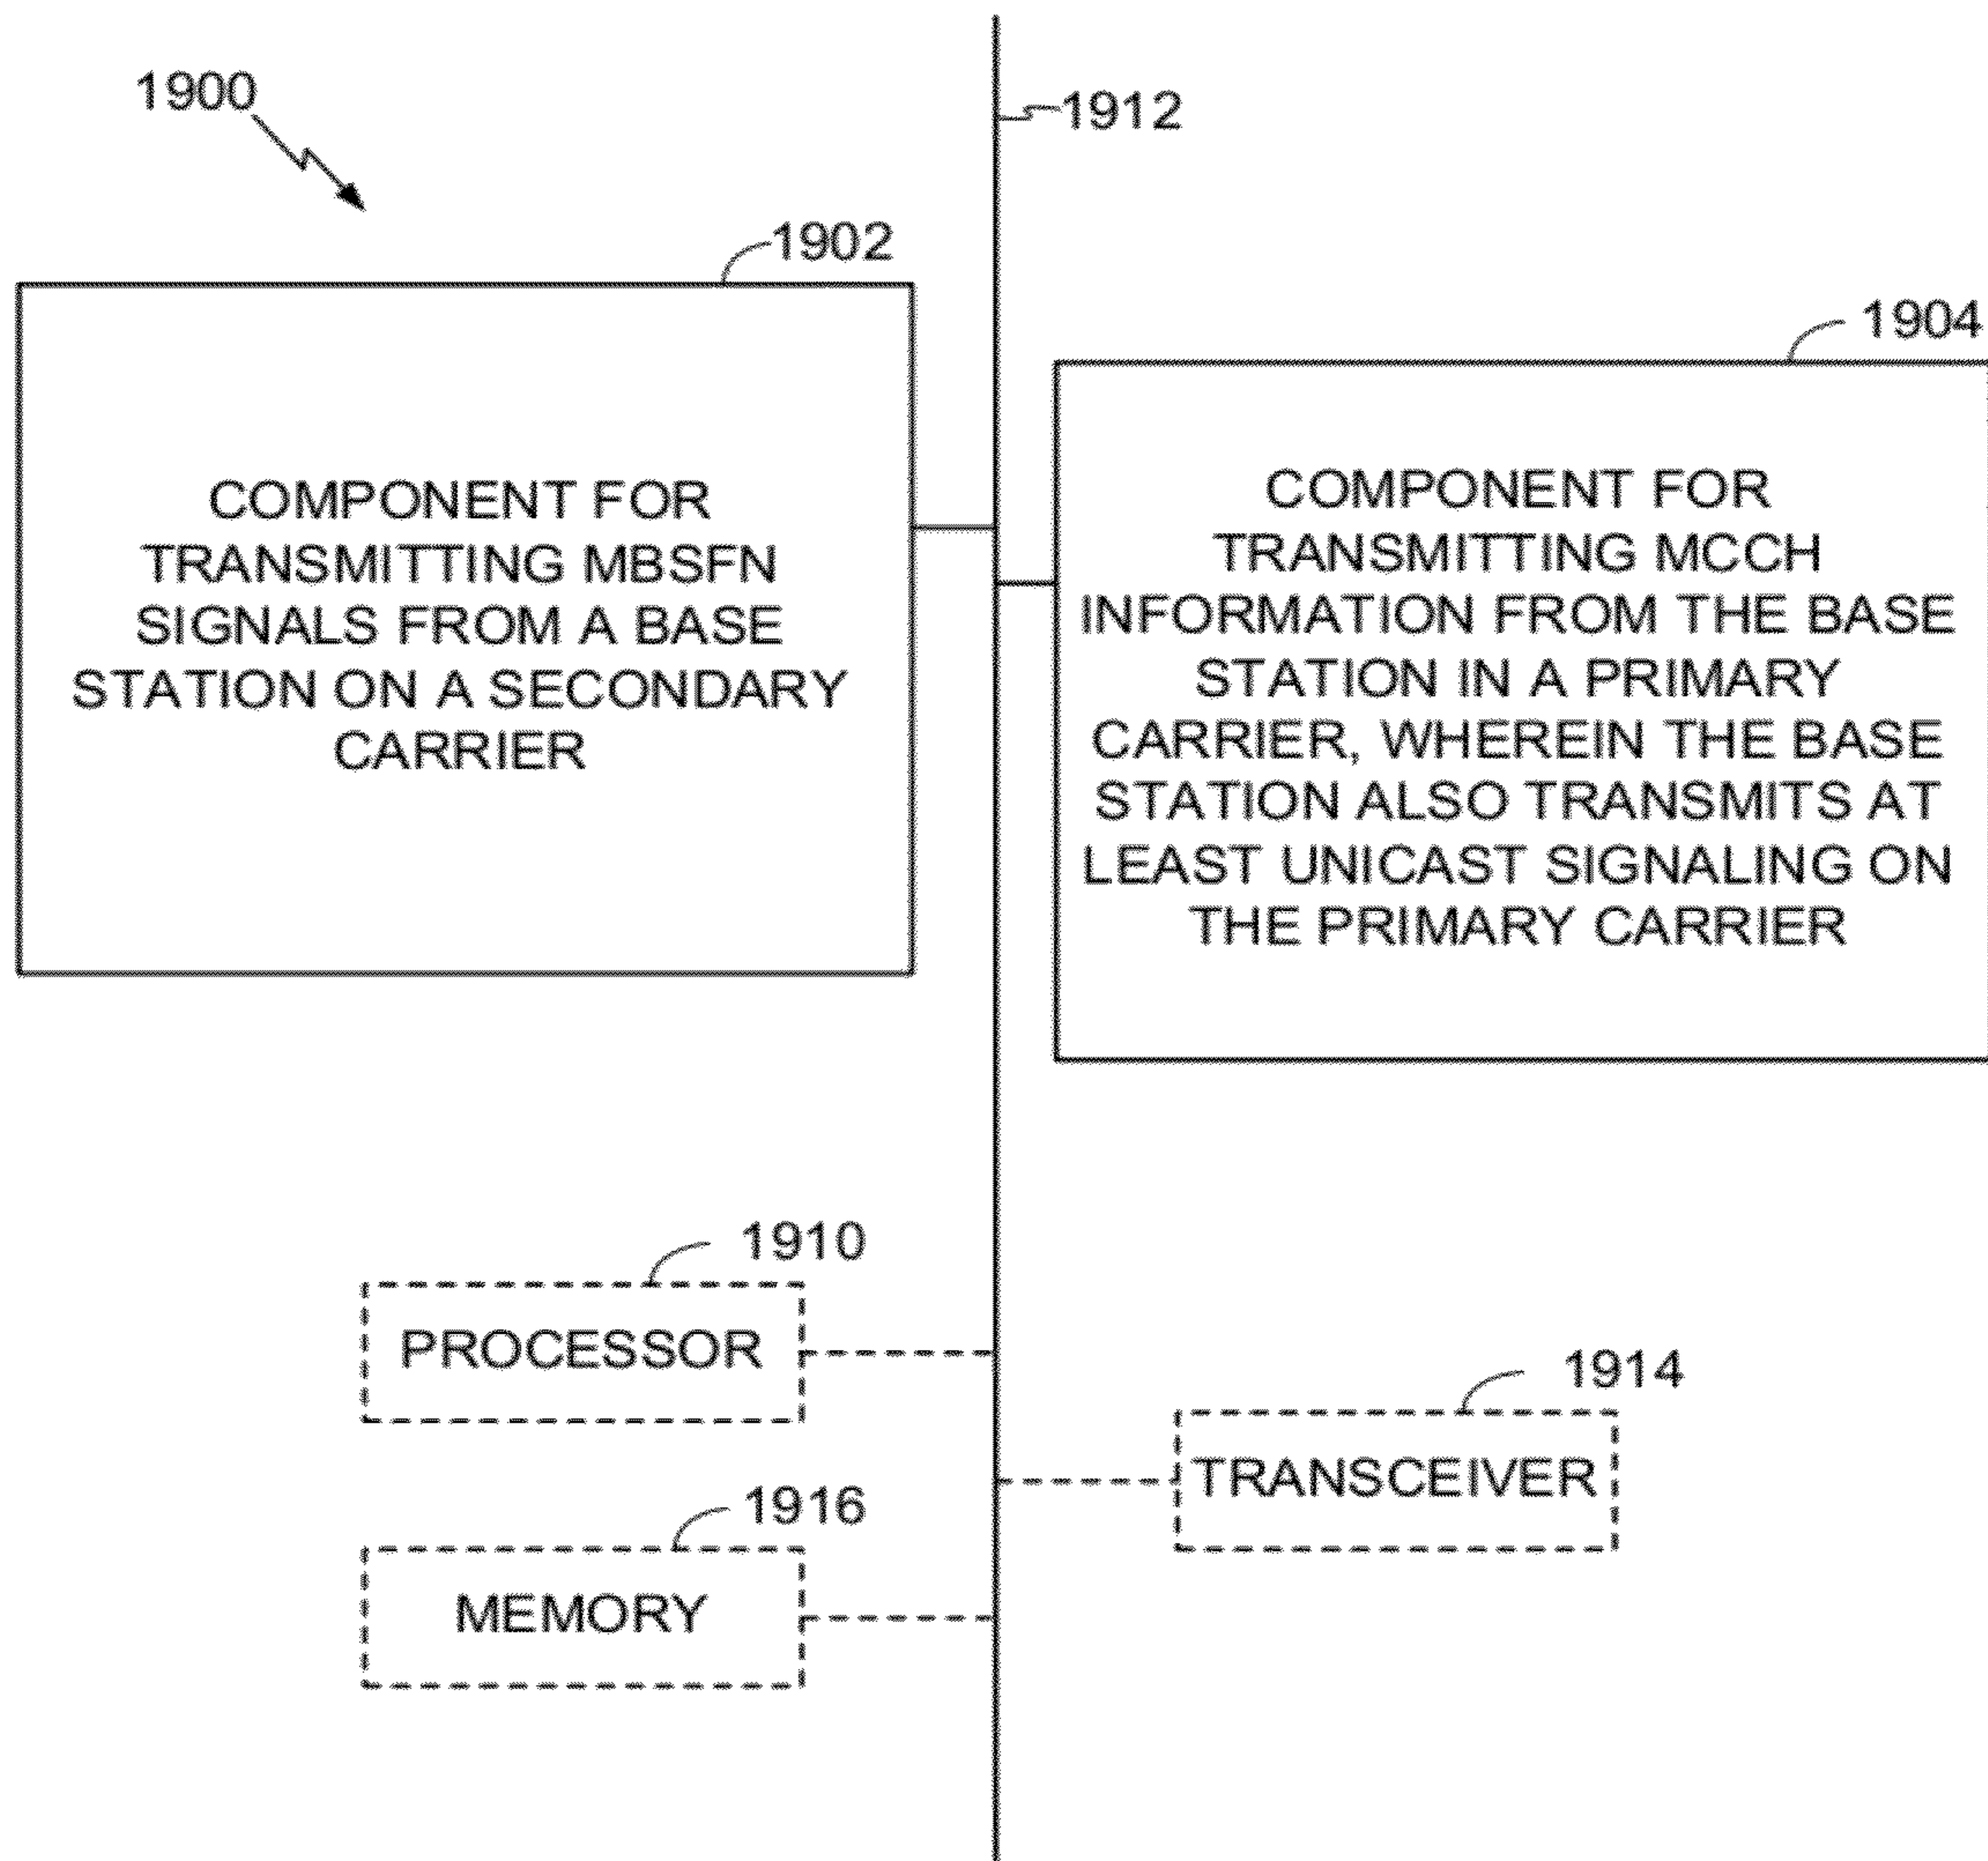 1900
1912
1902
COMPONENT FOR
TRANSMITTING MBSFN
SIGNALS FROM A BASE
STATION ON A SECONDARY
CARRIER
1904
COMPONENT FOR
TRANSMITTING MCCH
INFORMATION FROM THE BASE
STATION IN A PRIMARY
CARRIER, WHEREIN THE BASE
STATION ALSO TRANSMITS AT
LEAST UNICAST SIGNALING ON
THE PRIMARY CARRIER
1910
PROCESSOR
1914
TRANSCEIVER
1916
MEMORY